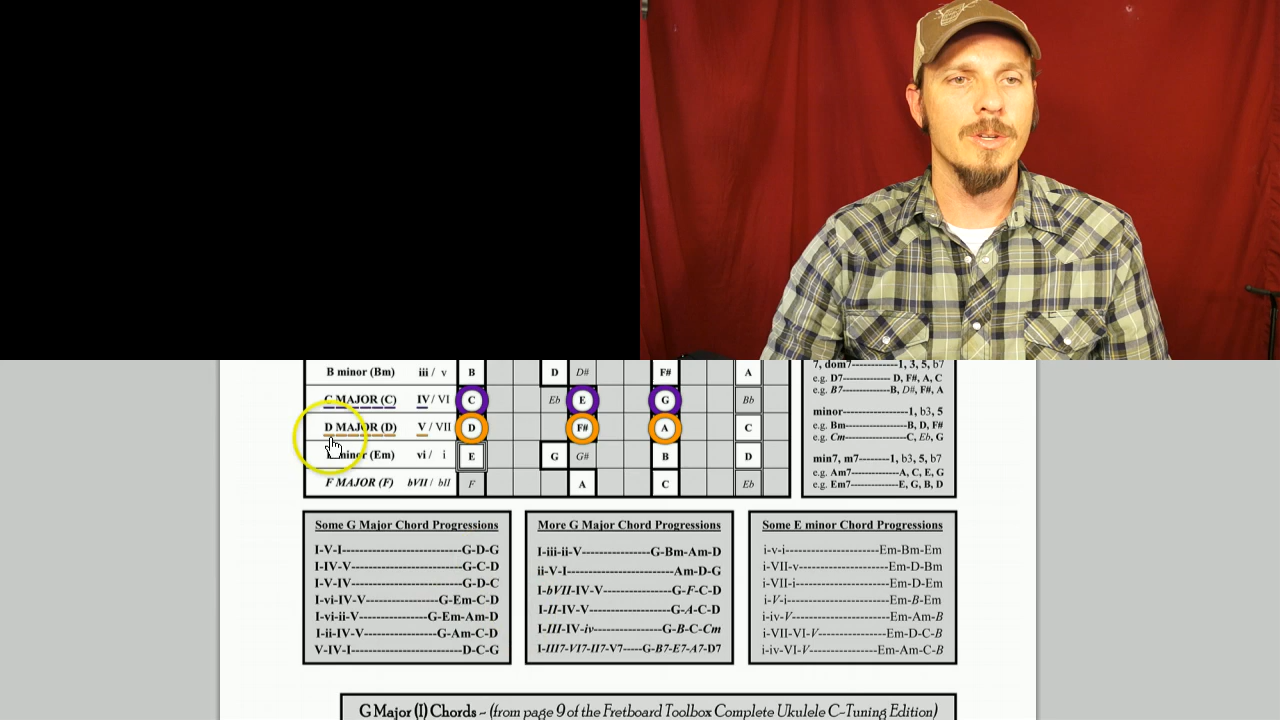 B minor (Bm) iii / v B D D# F# A
C MAJOR (C) IV / VI C Eb E G Bb
D MAJOR (D) V / VII D F# A C
minor (Em) vi / i E G G# B D
F MAJOR (F) bVII / bII F A C Eb
7, dom7------------1, 3, 5, b7
e.g. D7-------------- D, F#, A, C
e.g. B7--------------B, D#, F#, A
minor--------------1, b3, 5
e.g. Bm--------------B, D, F#
e.g. Cm--------------C, Eb, G
min7, m7--------1, b3, 5, b7
e.g. Am7-------------A, C, E, G
e.g. Em7-------------E, G, B, D
Some G Major Chord Progressions
I-V-I------------------------------G-D-G
I-IV-V----------------------------G-C-D
I-V-IV----------------------------G-D-C
I-vi-IV-V--------------------G-Em-C-D
I-vi-ii-V------------------G-Em-Am-D
I-ii-IV-V--------------------G-Am-C-D
V-IV-I----------------------------D-C-G
More G Major Chord Progressions
I-iii-ii-V-----------------G-Bm-Am-D
ii-V-I---------------------------Am-D-G
I-bVII-IV-V---------------------G-F-C-D
I-II-IV-V-----------------------G-A-C-D
I-III-IV-iv------------------G-B-C-Cm
I-III7-VI7-II7-V7-----G-B7-E7-A7-D7
Some E minor Chord Progressions
i-v-i-----------------------Em-Bm-Em
i-VII-v-----------------------Em-D-Bm
i-VII-i-----------------------Em-D-Em
i-V-i--------------------------Em-B-Em
i-iv-V------------------------Em-Am-B
i-VII-VI-V------------------Em-D-C-B
i-iv-VI-V------------------Em-Am-C-B
G Major (I) Chords ~ (from page 9 of the Fretboard Toolbox Complete Ukulele C-Tuning Edition)